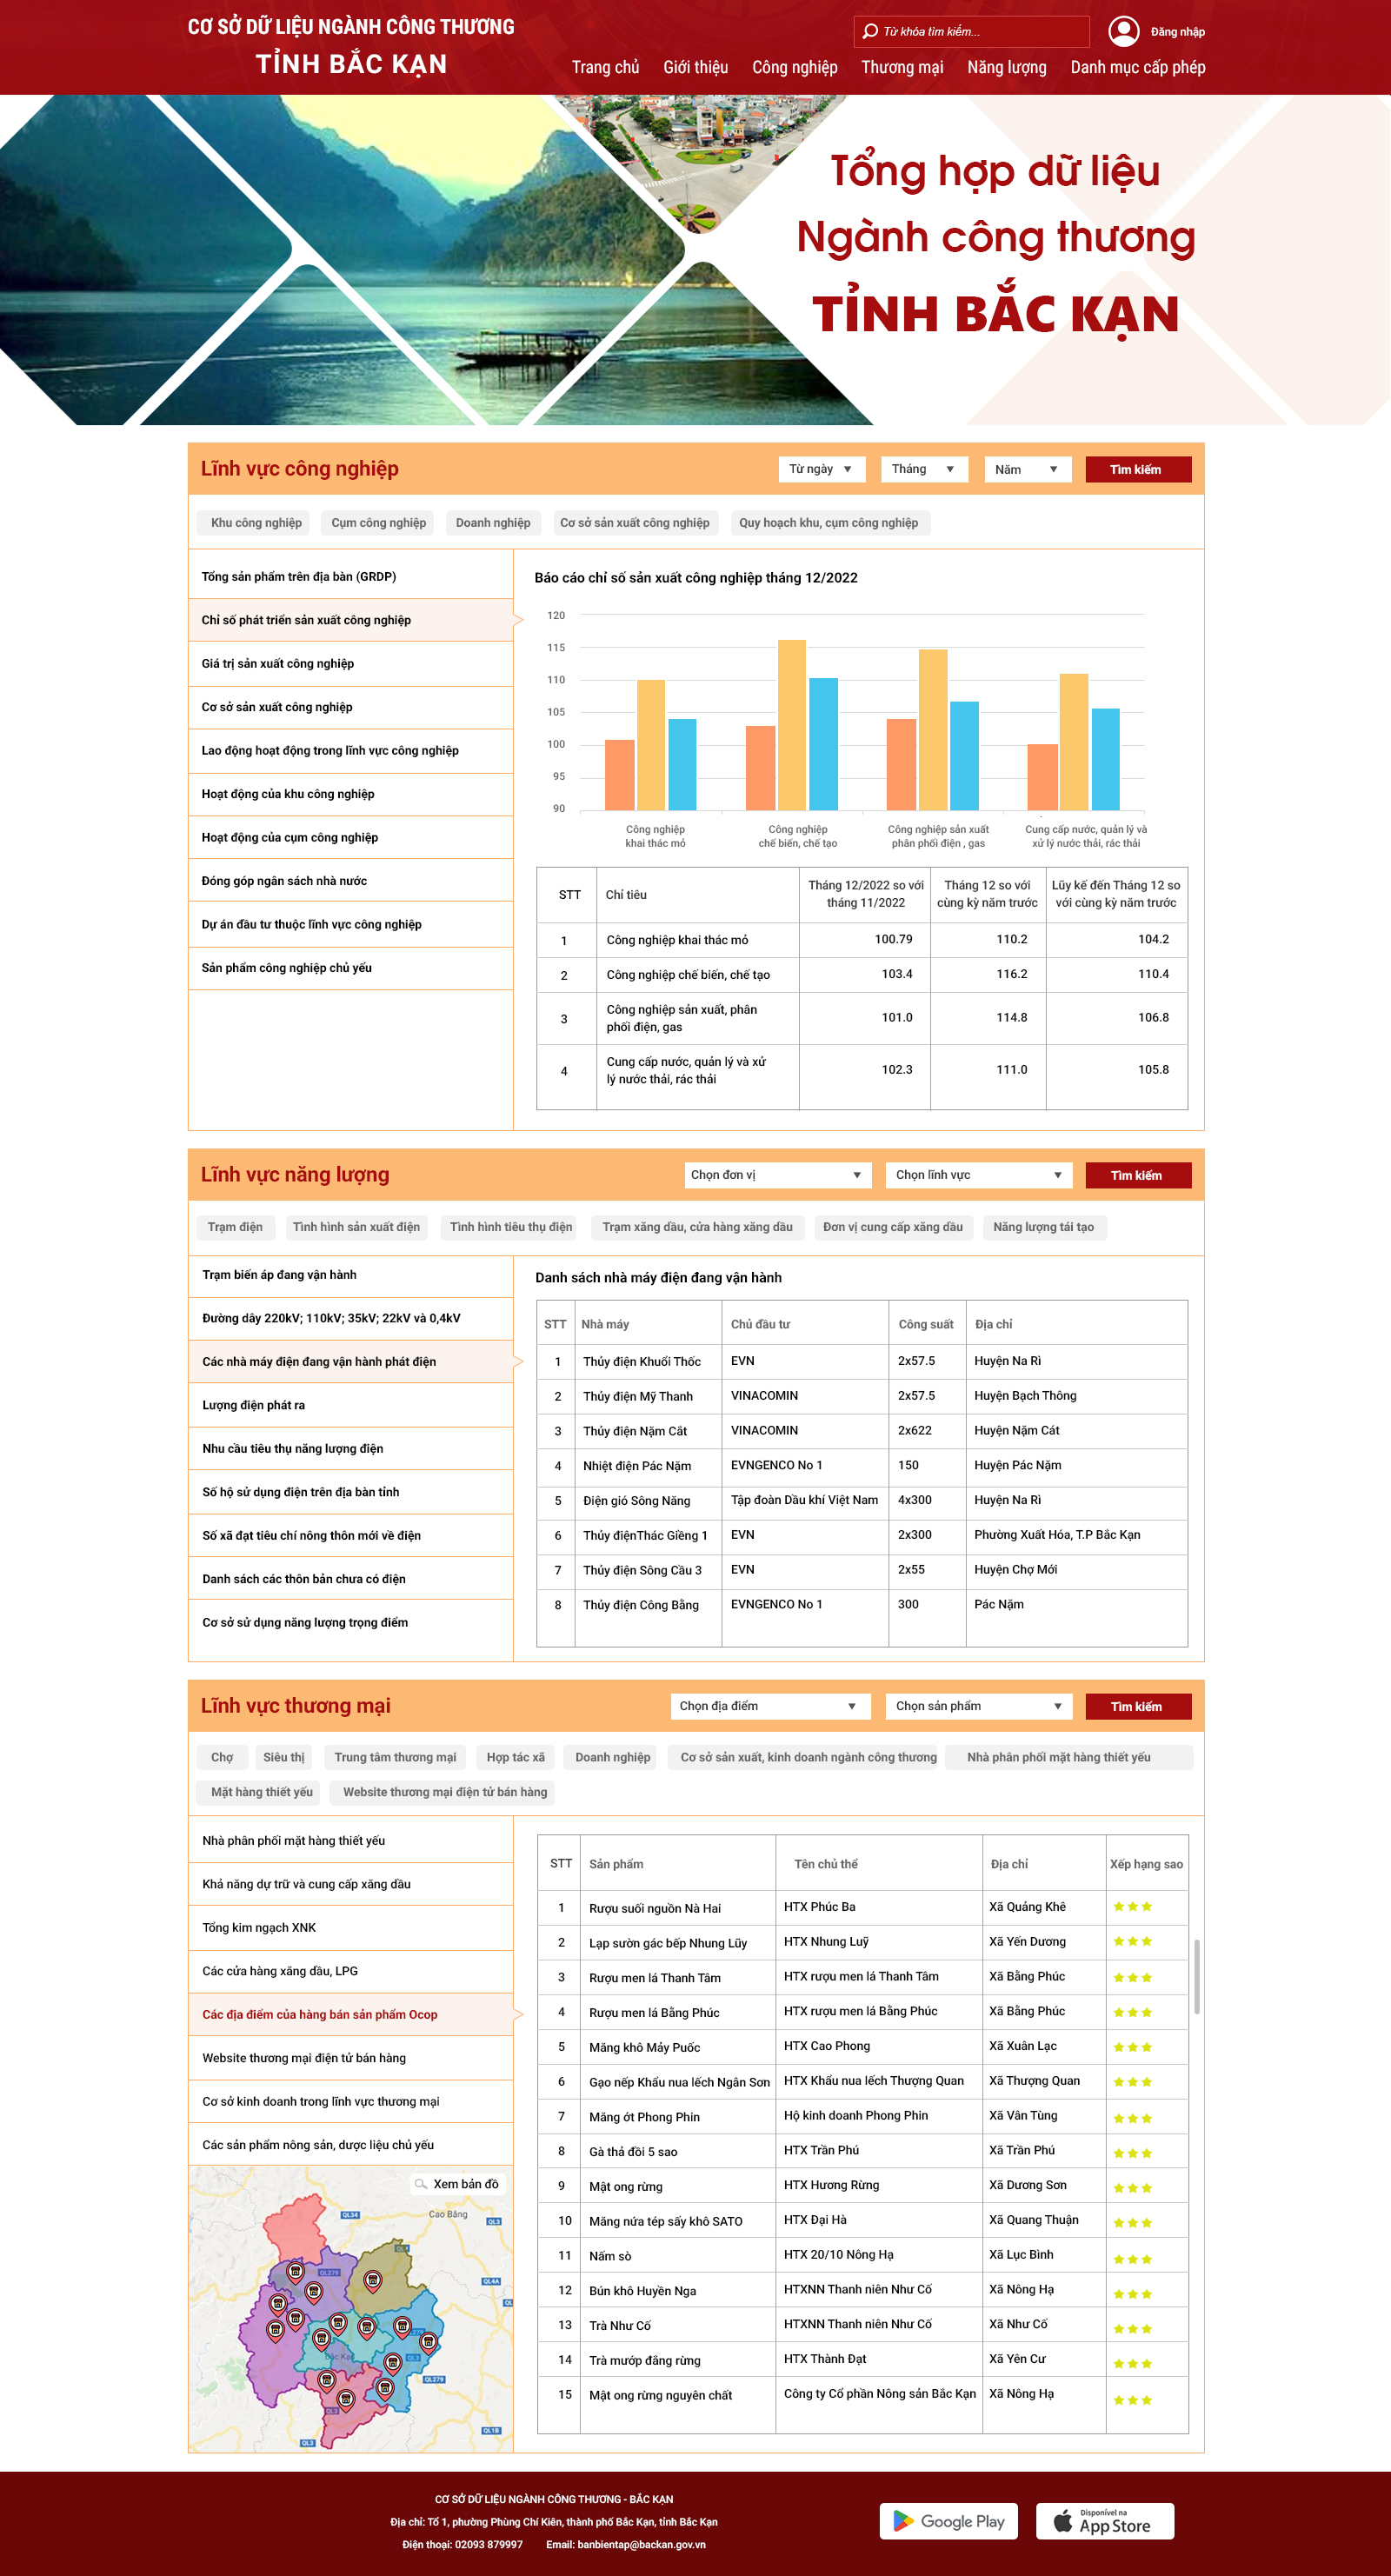 CƠ SỞ DỮ LIỆU NGÀNH CÔNG THƯƠNG
TỈNH BẮC KẠN
Từ khóa tìm kiếm...
Đăng nhập
Trang chủ Giới thiệu Công nghiệp Thương mại Năng lượng Danh mục cấp phép
Tổng hợp dữ liệu
Ngành công thương
TỈNH BẮC KẠN
Lĩnh vực công nghiệp
Từ ngày Tháng Năm Tìm kiếm
Khu công nghiệp Cụm công nghiệp Doanh nghiệp Cơ sở sản xuất công nghiệp Quy hoạch khu, cụm công nghiệp
Tổng sản phẩm trên địa bàn (GRDP)
Chỉ số phát triển sản xuất công nghiệp
Giá trị sản xuất công nghiệp
Cơ sở sản xuất công nghiệp
Lao động hoạt động trong lĩnh vực công nghiệp
Hoạt động của khu công nghiệp
Hoạt động của cụm công nghiệp
Đóng góp ngân sách nhà nước
Dự án đầu tư thuộc lĩnh vực công nghiệp
Sản phẩm công nghiệp chủ yếu
Báo cáo chỉ số sản xuất công nghiệp tháng 12/2022
120
115
110
105
100
95
90
Công nghiệp khai thác mỏ
Công nghiệp chế biến, chế tạo
Công nghiệp sản xuất phân phối điện , gas
Cung cấp nước, quản lý và xử lý nước thải, rác thải
STT Chỉ tiêu Tháng 12/2022 so với tháng 11/2022 Tháng 12 so với cùng kỳ năm trước Lũy kế đến Tháng 12 so với cùng kỳ năm trước
1 Công nghiệp khai thác mỏ 100.79 110.2 104.2
2 Công nghiệp chế biến, chế tạo 103.4 116.2 110.4
3 Công nghiệp sản xuất, phân phối điện, gas 101.0 114.8 106.8
4 Cung cấp nước, quản lý và xử lý nước thải, rác thải 102.3 111.0 105.8
Lĩnh vực năng lượng
Chọn đơn vị Chọn lĩnh vực Tìm kiếm
Trạm điện Tình hình sản xuất điện Tình hình tiêu thụ điện Trạm xăng dầu, cửa hàng xăng dầu Đơn vị cung cấp xăng dầu Năng lượng tái tạo
Trạm biến áp đang vận hành
Đường dây 220kV; 110kV; 35kV; 22kV và 0,4kV
Các nhà máy điện đang vận hành phát điện
Lượng điện phát ra
Nhu cầu tiêu thụ năng lượng điện
Số hộ sử dụng điện trên địa bàn tỉnh
Số xã đạt tiêu chí nông thôn mới về điện
Danh sách các thôn bản chưa có điện
Cơ sở sử dụng năng lượng trọng điểm
Danh sách nhà máy điện đang vận hành
STT Nhà máy Chủ đầu tư Công suất Địa chỉ
1 Thủy điện Khuổi Thốc EVN 2x57.5 Huyện Na Rì
2 Thủy điện Mỹ Thanh VINACOMIN 2x57.5 Huyện Bạch Thông
3 Thủy điện Nặm Cắt VINACOMIN 2x622 Huyện Nặm Cát
4 Nhiệt điện Pác Nặm EVNGENCO No 1 150 Huyện Pác Nặm
5 Điện gió Sông Năng Tập đoàn Dầu khí Việt Nam 4x300 Huyện Na Rì
6 Thủy điệnThác Giềng 1 EVN 2x300 Phường Xuất Hóa, T.P Bắc Kạn
7 Thủy điện Sông Cầu 3 EVN 2x55 Huyện Chợ Mới
8 Thủy điện Công Bằng EVNGENCO No 1 300 Pác Nặm
Lĩnh vực thương mại
Chọn địa điểm Chọn sản phẩm Tìm kiếm
Chợ Siêu thị Trung tâm thương mại Hợp tác xã Doanh nghiệp Cơ sở sản xuất, kinh doanh ngành công thương Nhà phân phối mặt hàng thiết yếu
Mặt hàng thiết yếu Website thương mại điện tử bán hàng
Nhà phân phối mặt hàng thiết yếu
Khả năng dự trữ và cung cấp xăng dầu
Tổng kim ngạch XNK
Các cửa hàng xăng dầu, LPG
Các địa điểm của hàng bán sản phẩm Ocop
Website thương mại điện tử bán hàng
Cơ sở kinh doanh trong lĩnh vực thương mại
Các sản phẩm nông sản, dược liệu chủ yếu
Xem bản đồ
Cao Bằng
QL34
QL3
QL279
QL4A
Bắc Kạn
QL3
QL279
QL3
QL1B
QL3
STT Sản phẩm Tên chủ thể Địa chỉ Xếp hạng sao
1 Rượu suối nguồn Nà Hai HTX Phúc Ba Xã Quảng Khê
2 Lạp sườn gác bếp Nhung Lũy HTX Nhung Luỹ Xã Yến Dương
3 Rượu men lá Thanh Tâm HTX rượu men lá Thanh Tâm Xã Bằng Phúc
4 Rượu men lá Bằng Phúc HTX rượu men lá Bằng Phúc Xã Bằng Phúc
5 Măng khô Mảy Puốc HTX Cao Phong Xã Xuân Lạc
6 Gạo nếp Khẩu nua lếch Ngân Sơn HTX Khẩu nua lếch Thượng Quan Xã Thượng Quan
7 Măng ớt Phong Phin Hộ kinh doanh Phong Phin Xã Vân Tùng
8 Gà thả đồi 5 sao HTX Trần Phú Xã Trần Phú
9 Mật ong rừng HTX Hương Rừng Xã Dương Sơn
10 Măng nứa tép sấy khô SATO HTX Đại Hà Xã Quang Thuận
11 Nấm sò HTX 20/10 Nông Hạ Xã Lục Bình
12 Bún khô Huyền Nga HTXNN Thanh niên Như Cố Xã Nông Hạ
13 Trà Như Cố HTXNN Thanh niên Như Cố Xã Như Cố
14 Trà mướp đắng rừng HTX Thành Đạt Xã Yên Cư
15 Mật ong rừng nguyên chất Công ty Cổ phần Nông sản Bắc Kạn Xã Nông Hạ
CƠ SỞ DỮ LIỆU NGÀNH CÔNG THƯƠNG - BẮC KẠN
Địa chỉ: Tổ 1, phường Phùng Chí Kiên, thành phố Bắc Kạn, tỉnh Bắc Kạn
Điện thoại: 02093 879997 Email: banbientap@backan.gov.vn
Google Play
Disponível na
App Store